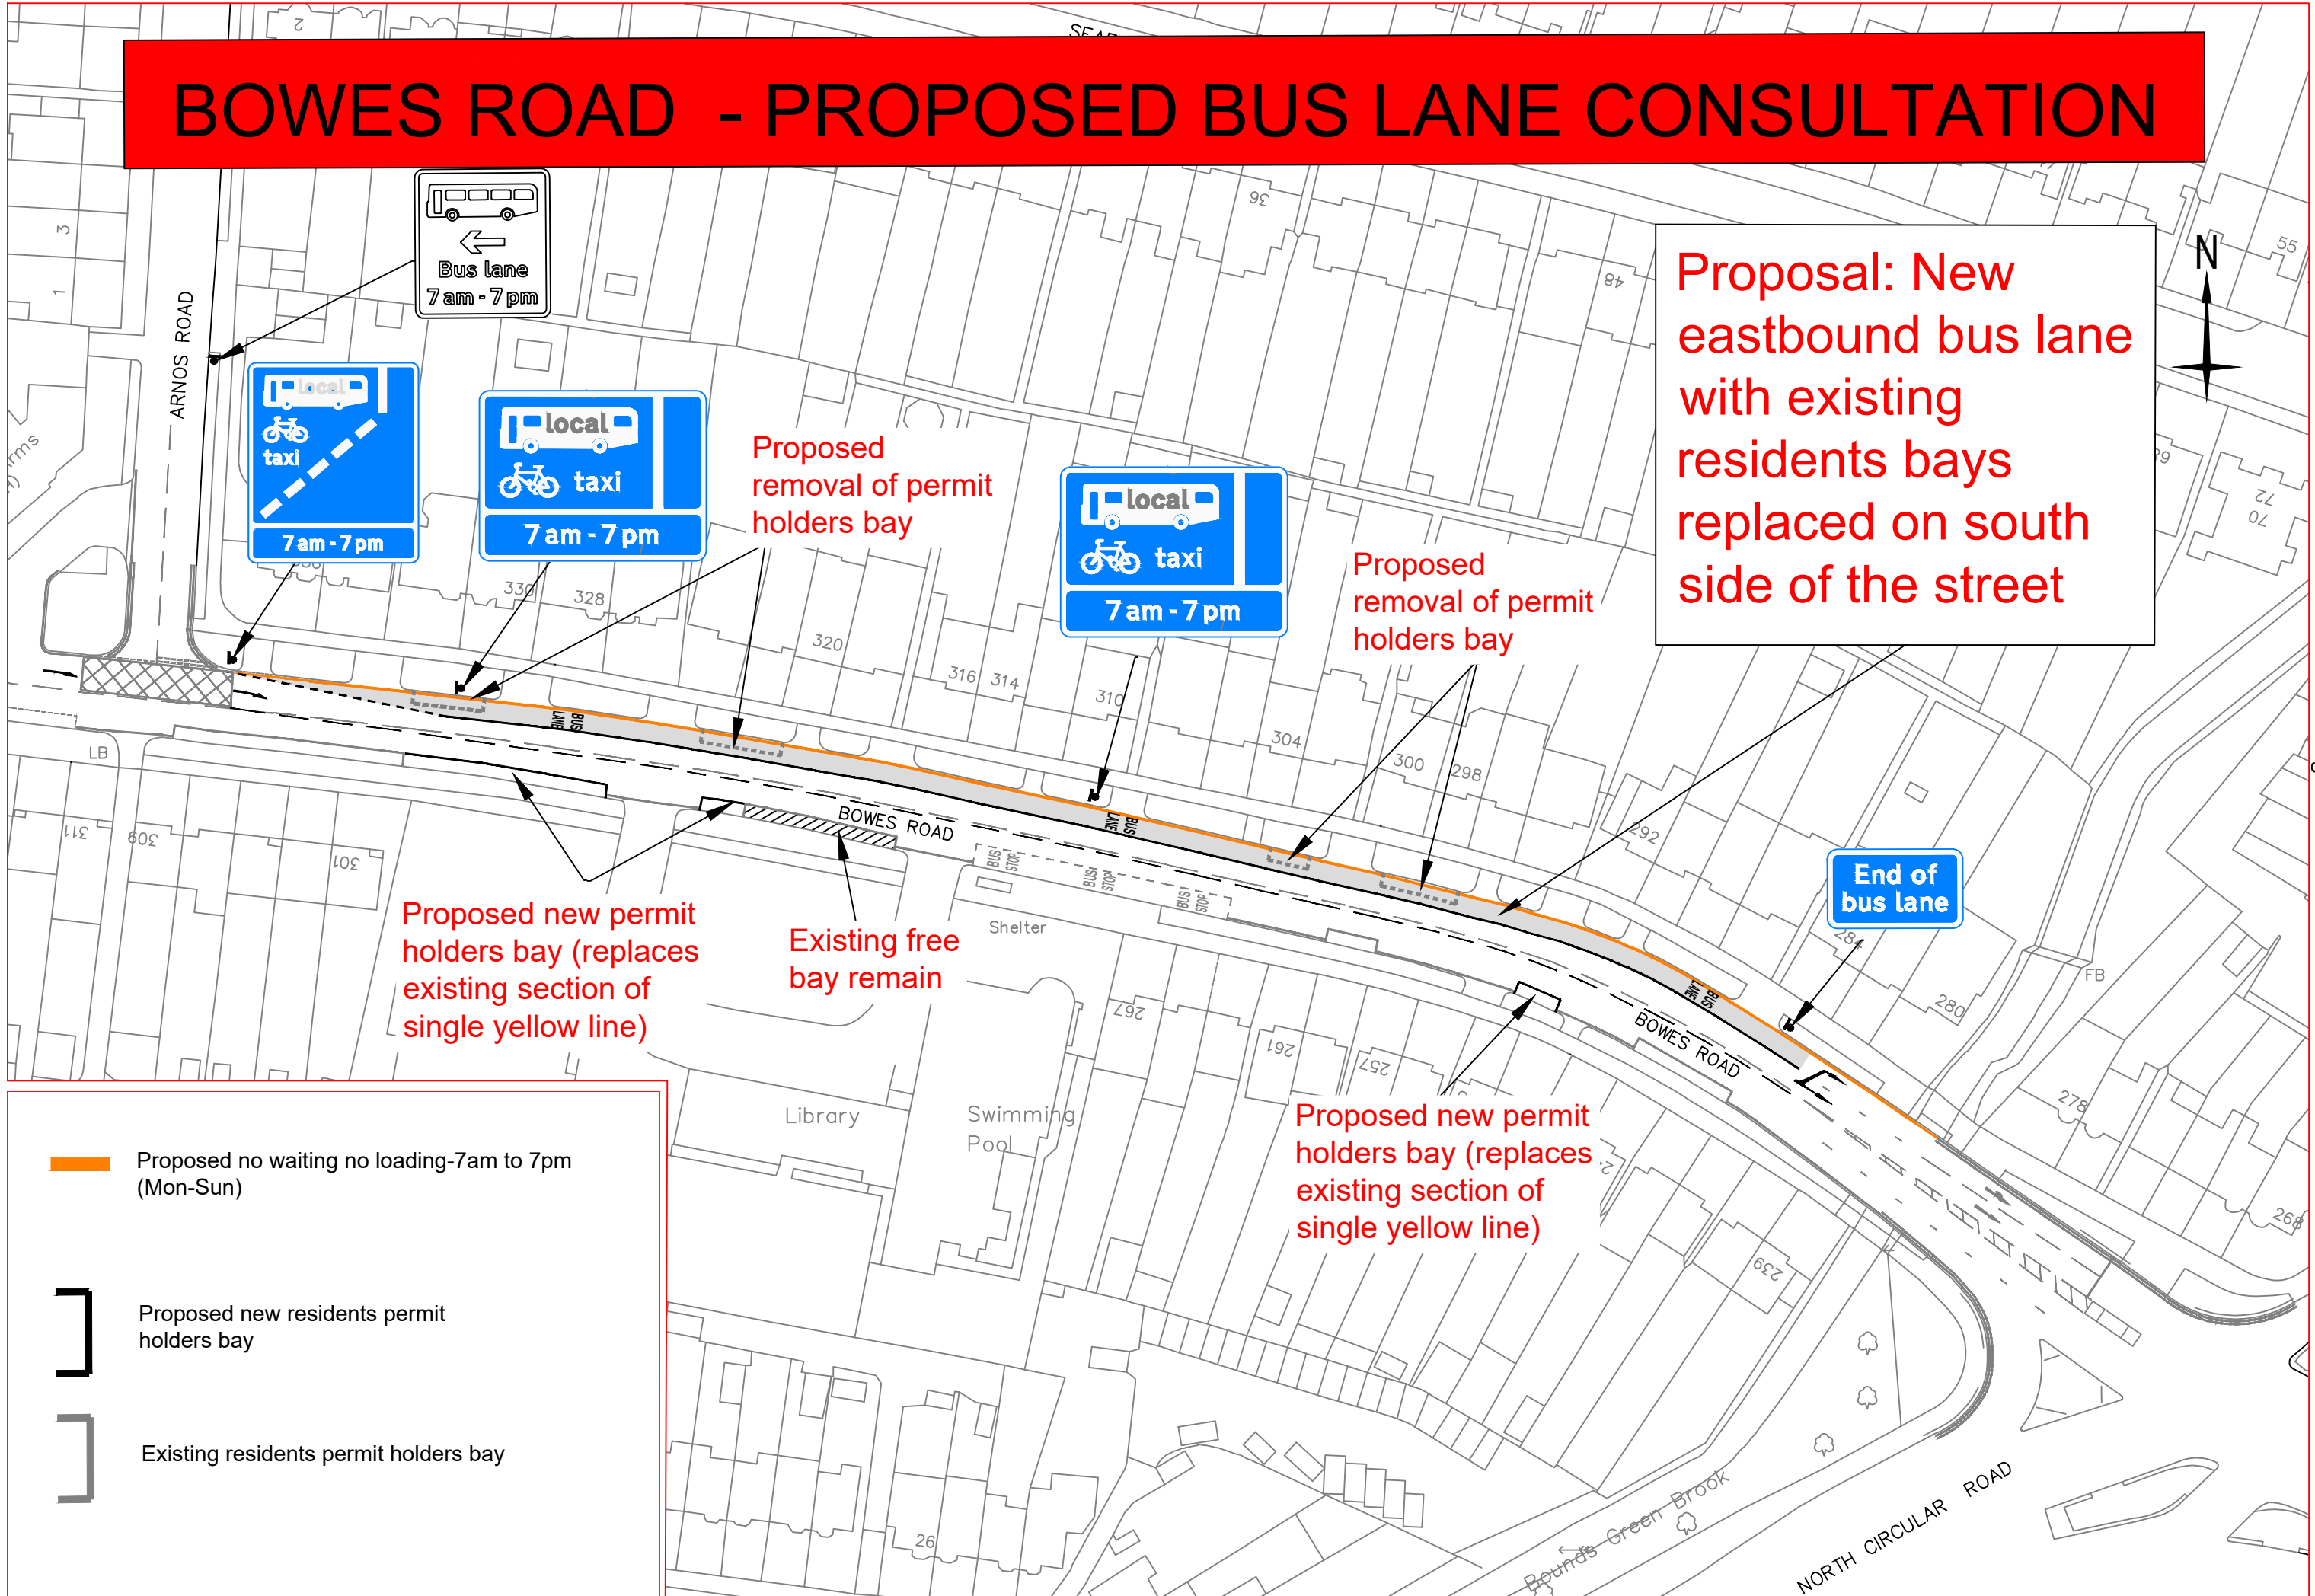 BOWES ROAD - PROPOSED BUS LANE CONSULTATION
2
3
1
36
48
55
72
70
N
Bus lane
7 am - 7 pm
ARNOS ROAD
local
taxi
7 am - 7 pm
local
taxi
7 am - 7 pm
Proposed
removal of permit
holders bay
local
taxi
7 am - 7 pm
Proposed
removal of permit
holders bay
Proposal: New
eastbound bus lane
with existing
residents bays
replaced on south
side of the street
330
328
320
316
314
310
304
300
298
292
284
280
278
268
FB
End of
bus lane
BUS
LANE
BUS
LANE
BUS
LANE
BOWES ROAD
BOWES ROAD
BUS
STOP
BUS
STOP
BUS
STOP
LB
311
309
301
Shelter
267
261
257
239
Proposed new permit
holders bay (replaces
existing section of
single yellow line)
Existing free
bay remain
Library
Swimming
Pool
Proposed new permit
holders bay (replaces
existing section of
single yellow line)
26
Bounds Green Brook
NORTH CIRCULAR ROAD
Proposed no waiting no loading-7am to 7pm
(Mon-Sun)
Proposed new residents permit
holders bay
Existing residents permit holders bay